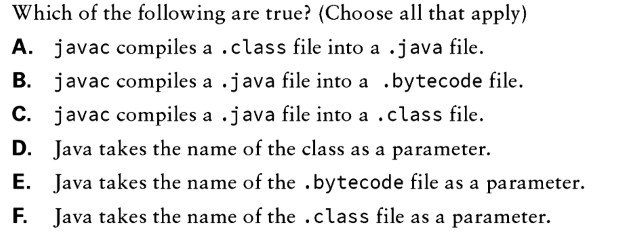 Which of the following are true? (Choose all that apply)
A. javac compiles a .class file into a .java file.
B. javac compiles a .java file into a .bytecode file.
C. javac compiles a .java file into a .class file.
D. Java takes the name of the class as a parameter.
E. Java takes the name of the .bytecode file as a parameter.
F. Java takes the name of the .class file as a parameter.